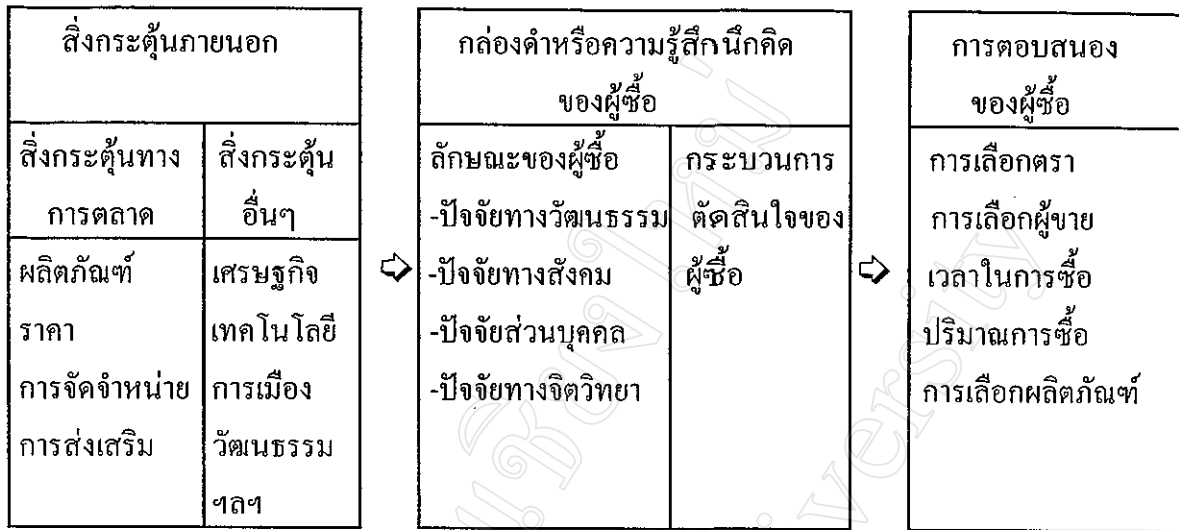 สิ่งกระตุ้นภายนอก
สิ่งกระตุ้นทาง
การตลาด
สิ่งกระตุ้น
อื่นๆ
ผลิตภัณฑ์
ราคา
การจัดจำหน่าย
การส่งเสริม
เศรษฐกิจ
เทคโนโลยี
การเมือง
วัฒนธรรม
ฯลฯ
กล่องดำหรือความรู้สึกนึกคิด
ของผู้ซื้อ
ลักษณะของผู้ซื้อ
-ปัจจัยทางวัฒนธรรม
-ปัจจัยทางสังคม
-ปัจจัยส่วนบุคคล
-ปัจจัยทางจิตวิทยา
กระบวนการ
ตัดสินใจของ
ผู้ซื้อ
การตอบสนอง
ของผู้ซื้อ
การเลือกตรา
การเลือกผู้ขาย
เวลาในการซื้อ
ปริมาณการซื้อ
การเลือกผลิตภัณฑ์